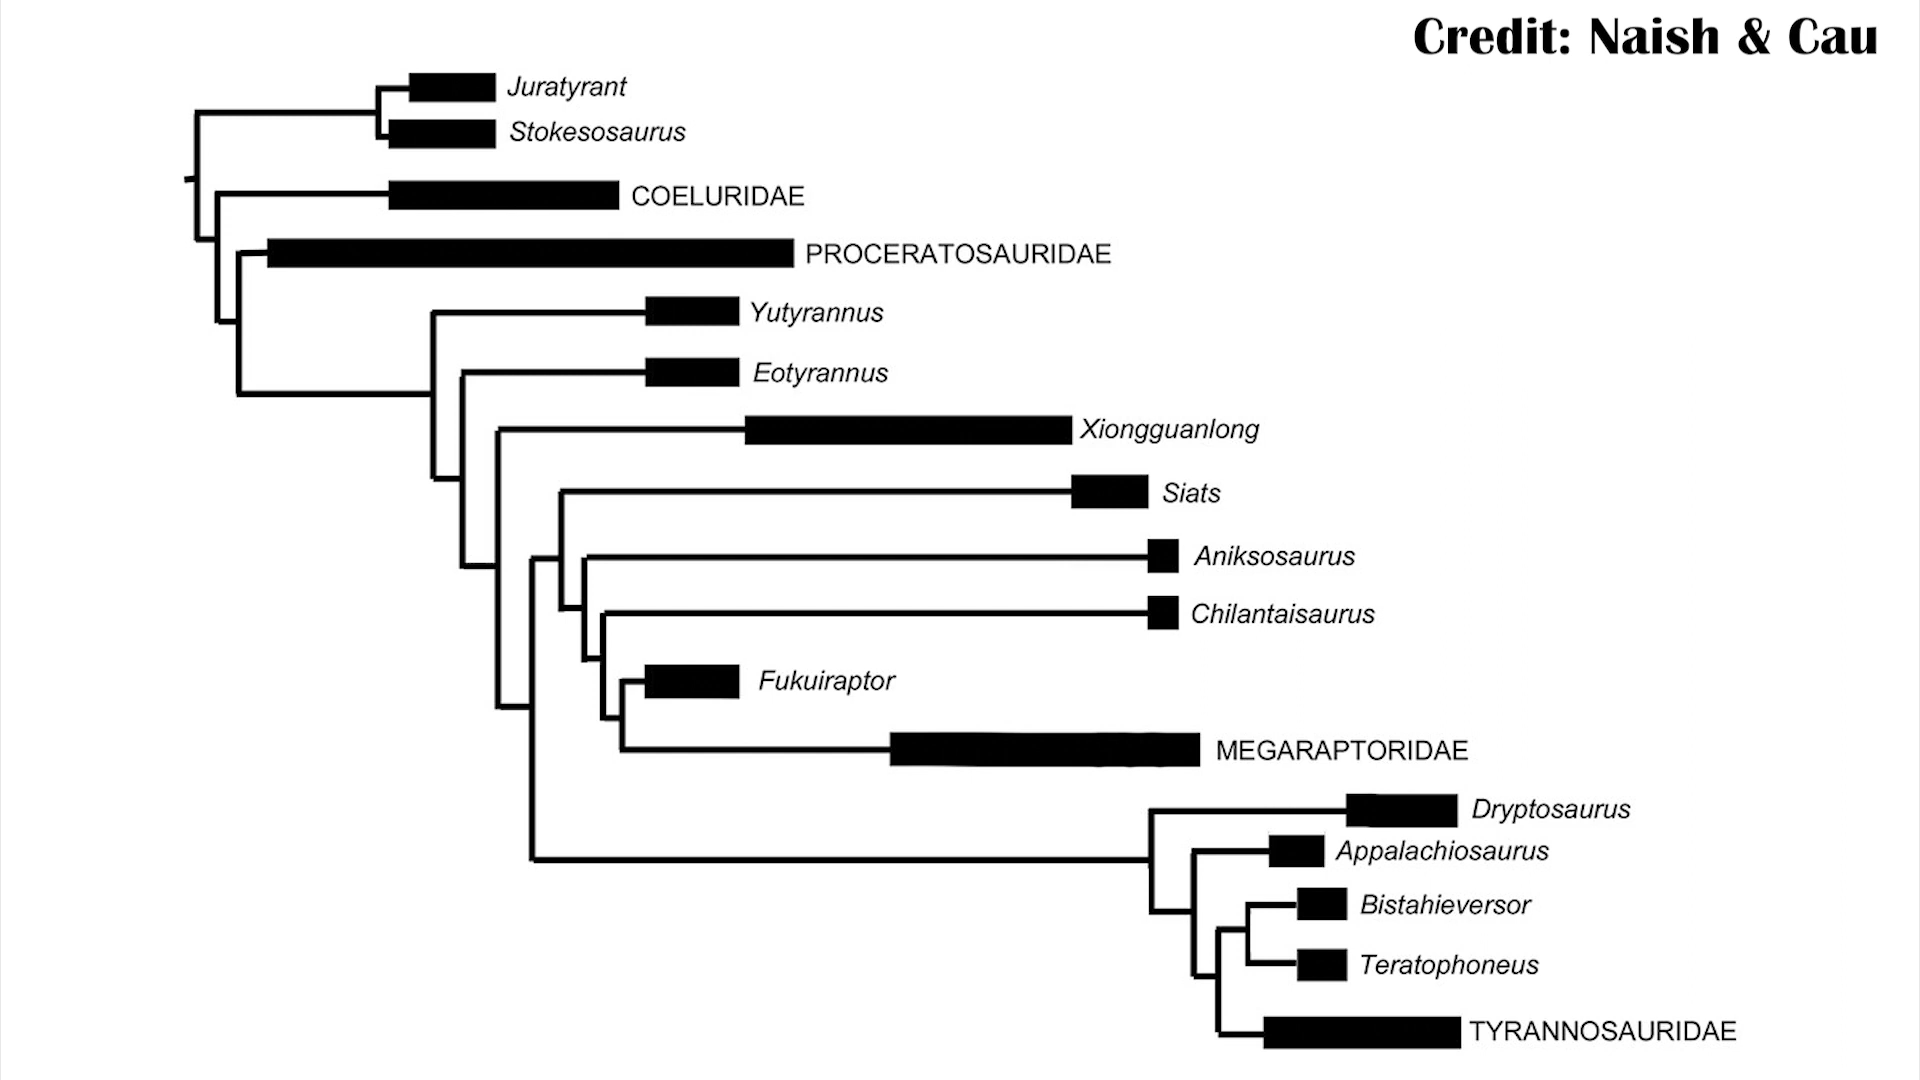 Credit: Naish & Cau
Juratyrant
Stokesosaurus
COELURIDAE
PROCERATOSAURIDAE
Yutyrannus
Eotyrannus
Xiongguanlong
Siats
Aniksosaurus
Chilantaisaurus
Fukuiraptor
MEGARAPTORIDAE
Dryptosaurus
Appalachiosaurus
Bistahieversor
Teratophoneus
TYRANNOSAURIDAE